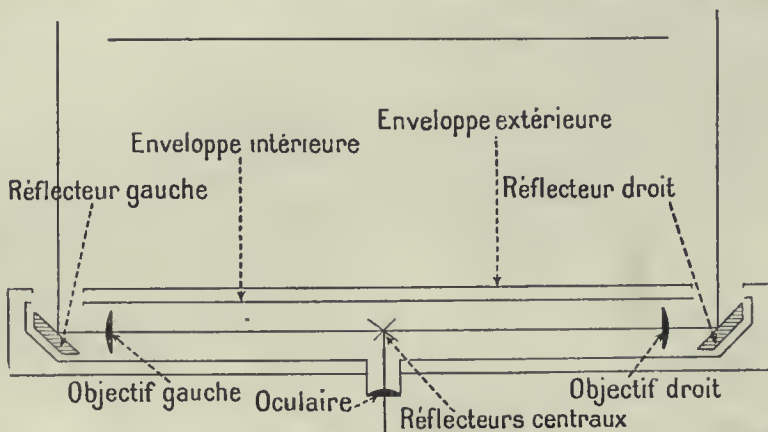 Enveloppe extérieure
Enveloppe intérieure
Réflecteur gauche
Réflecteur droit
Objectif gauche
Oculaire
Objectif droit
Réflecteurs centraux